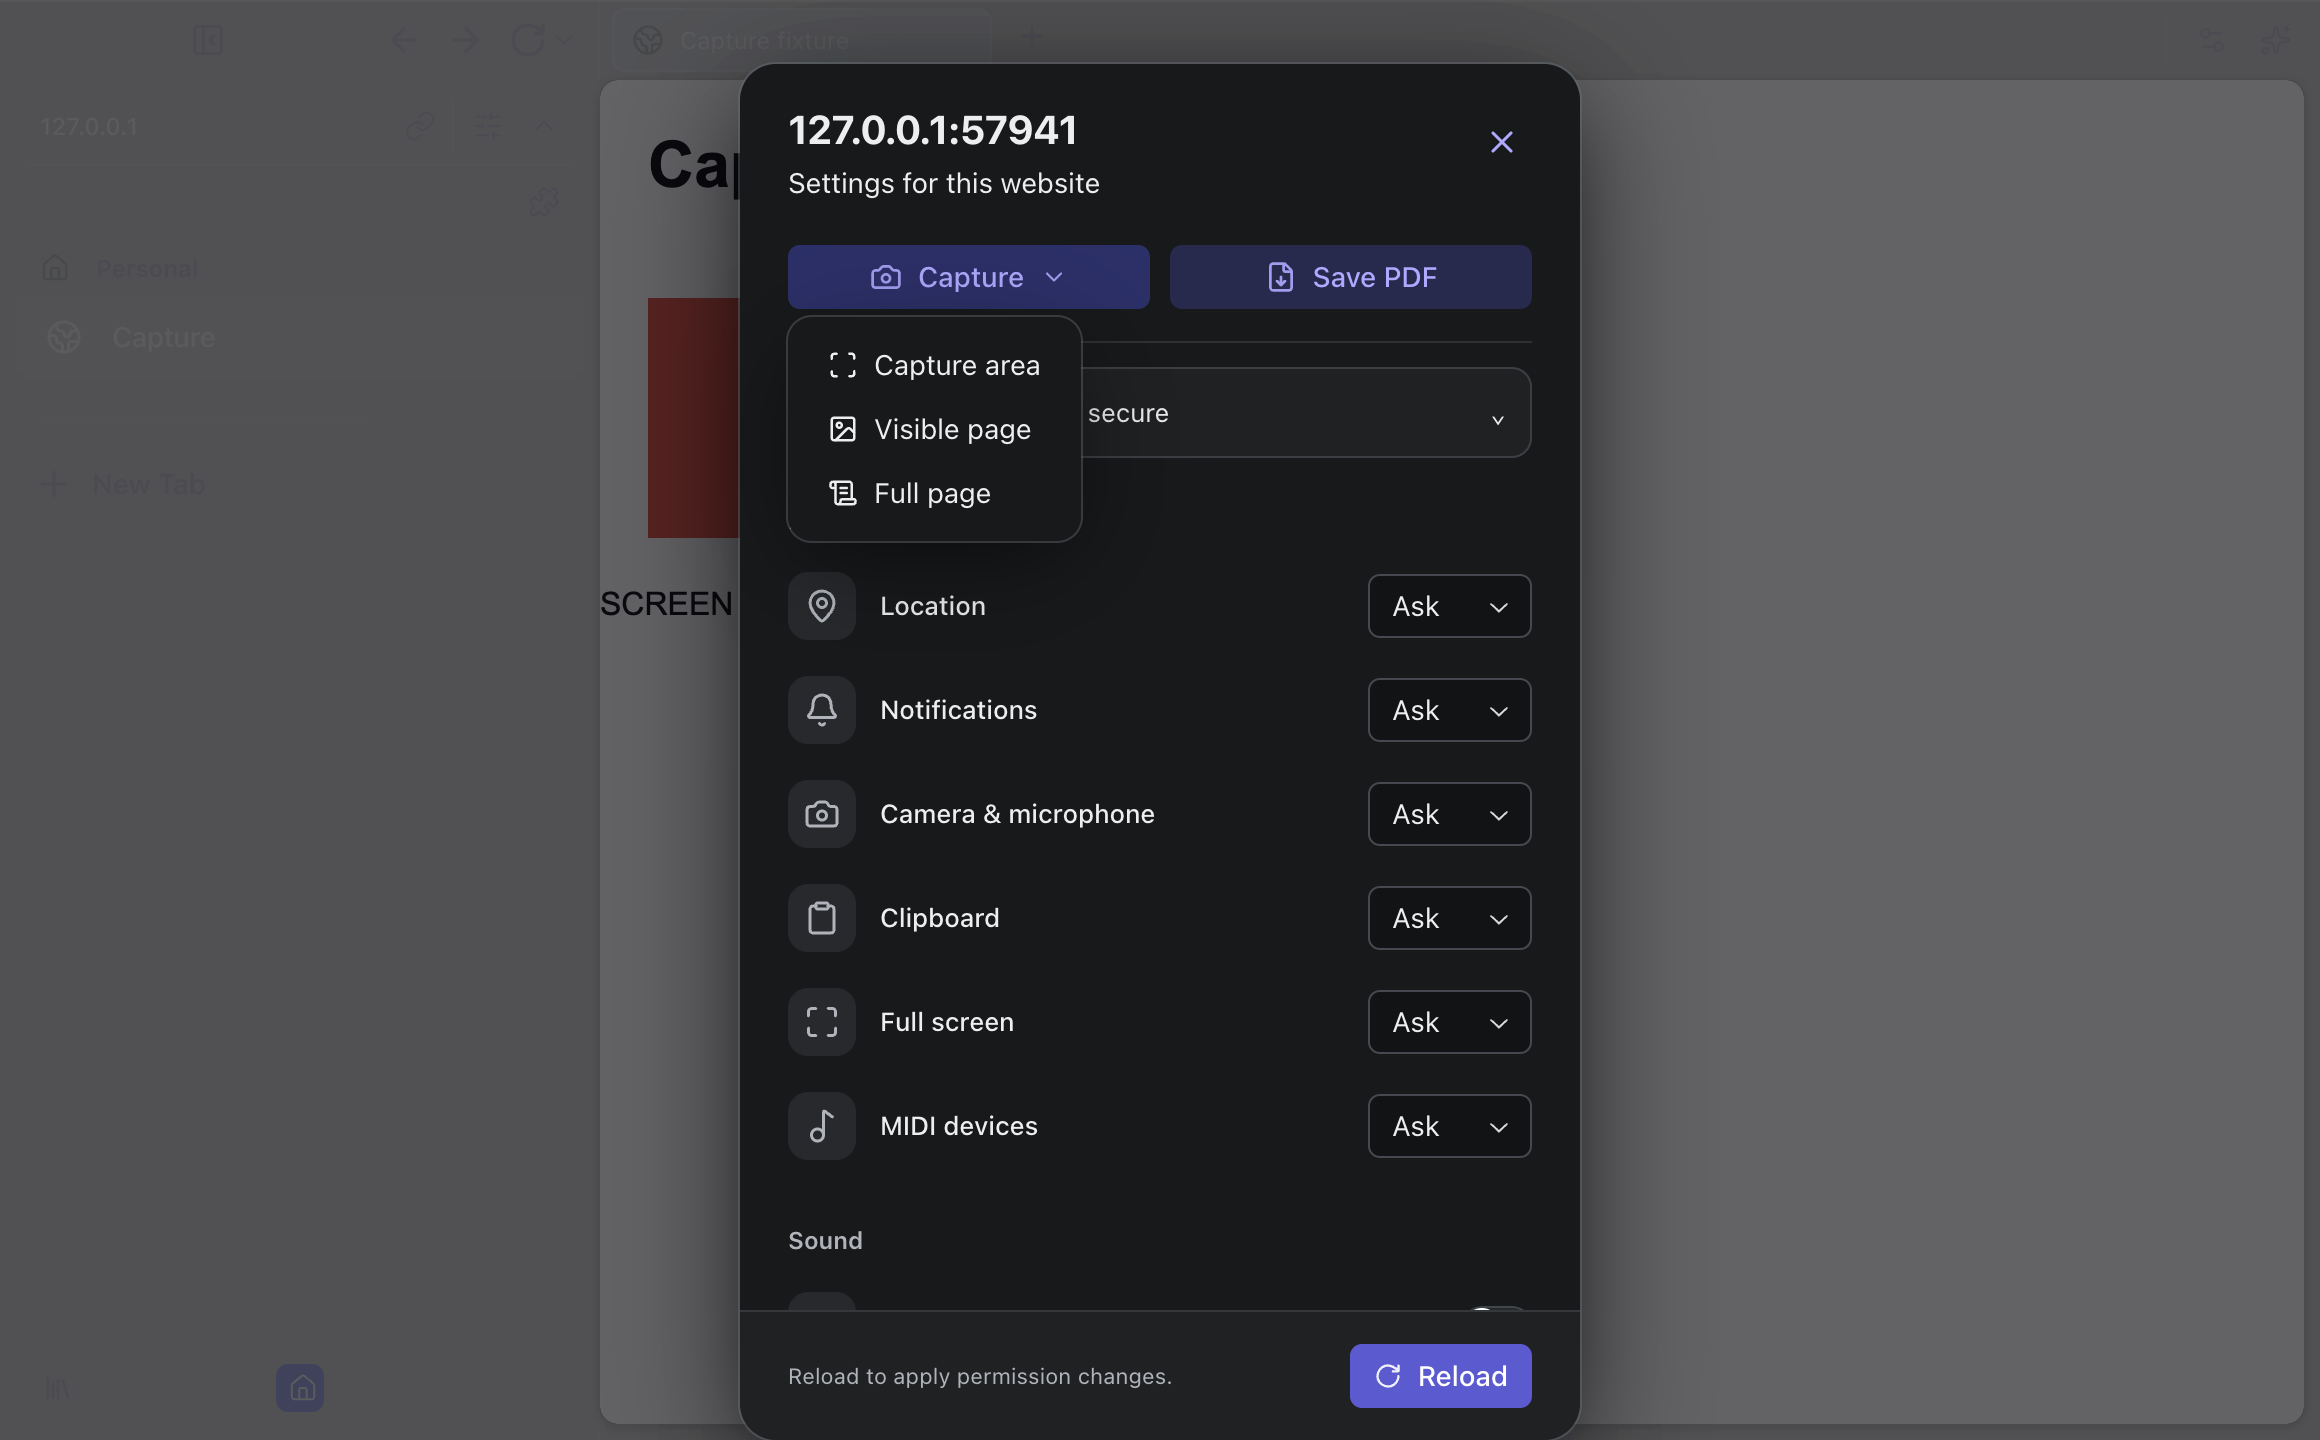 Capture fixture
127.0.0.1
Personal
Capture
New Tab
Cap
SCREEN
127.0.0.1:57941
Settings for this website
Capture
Save PDF
Capture area
Visible page
Full page
secure
Location
Ask
Notifications
Ask
Camera & microphone
Ask
Clipboard
Ask
Full screen
Ask
MIDI devices
Ask
Sound
Reload to apply permission changes.
Reload